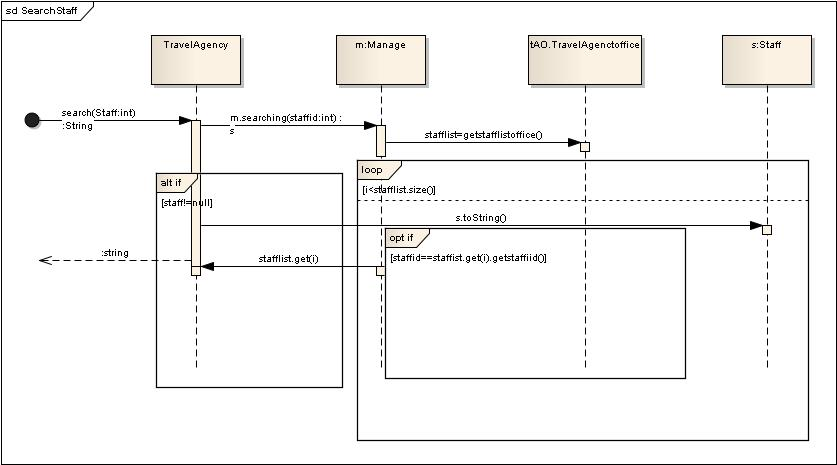 sd SearchStaff
TravelAgency
m:Manage
tAO.TravelAgenctoffice
s:Staff
search(Staff:int)
:String
m.searching(staffid:int) :
s
stafflist=getstafflistoffice()
loop
[i<stafflist.size()]
alt if
[staff!=null]
s.toString()
opt if
[staffid==staffist.get(i).getstaffiid()]
:string
stafflist.get(i)